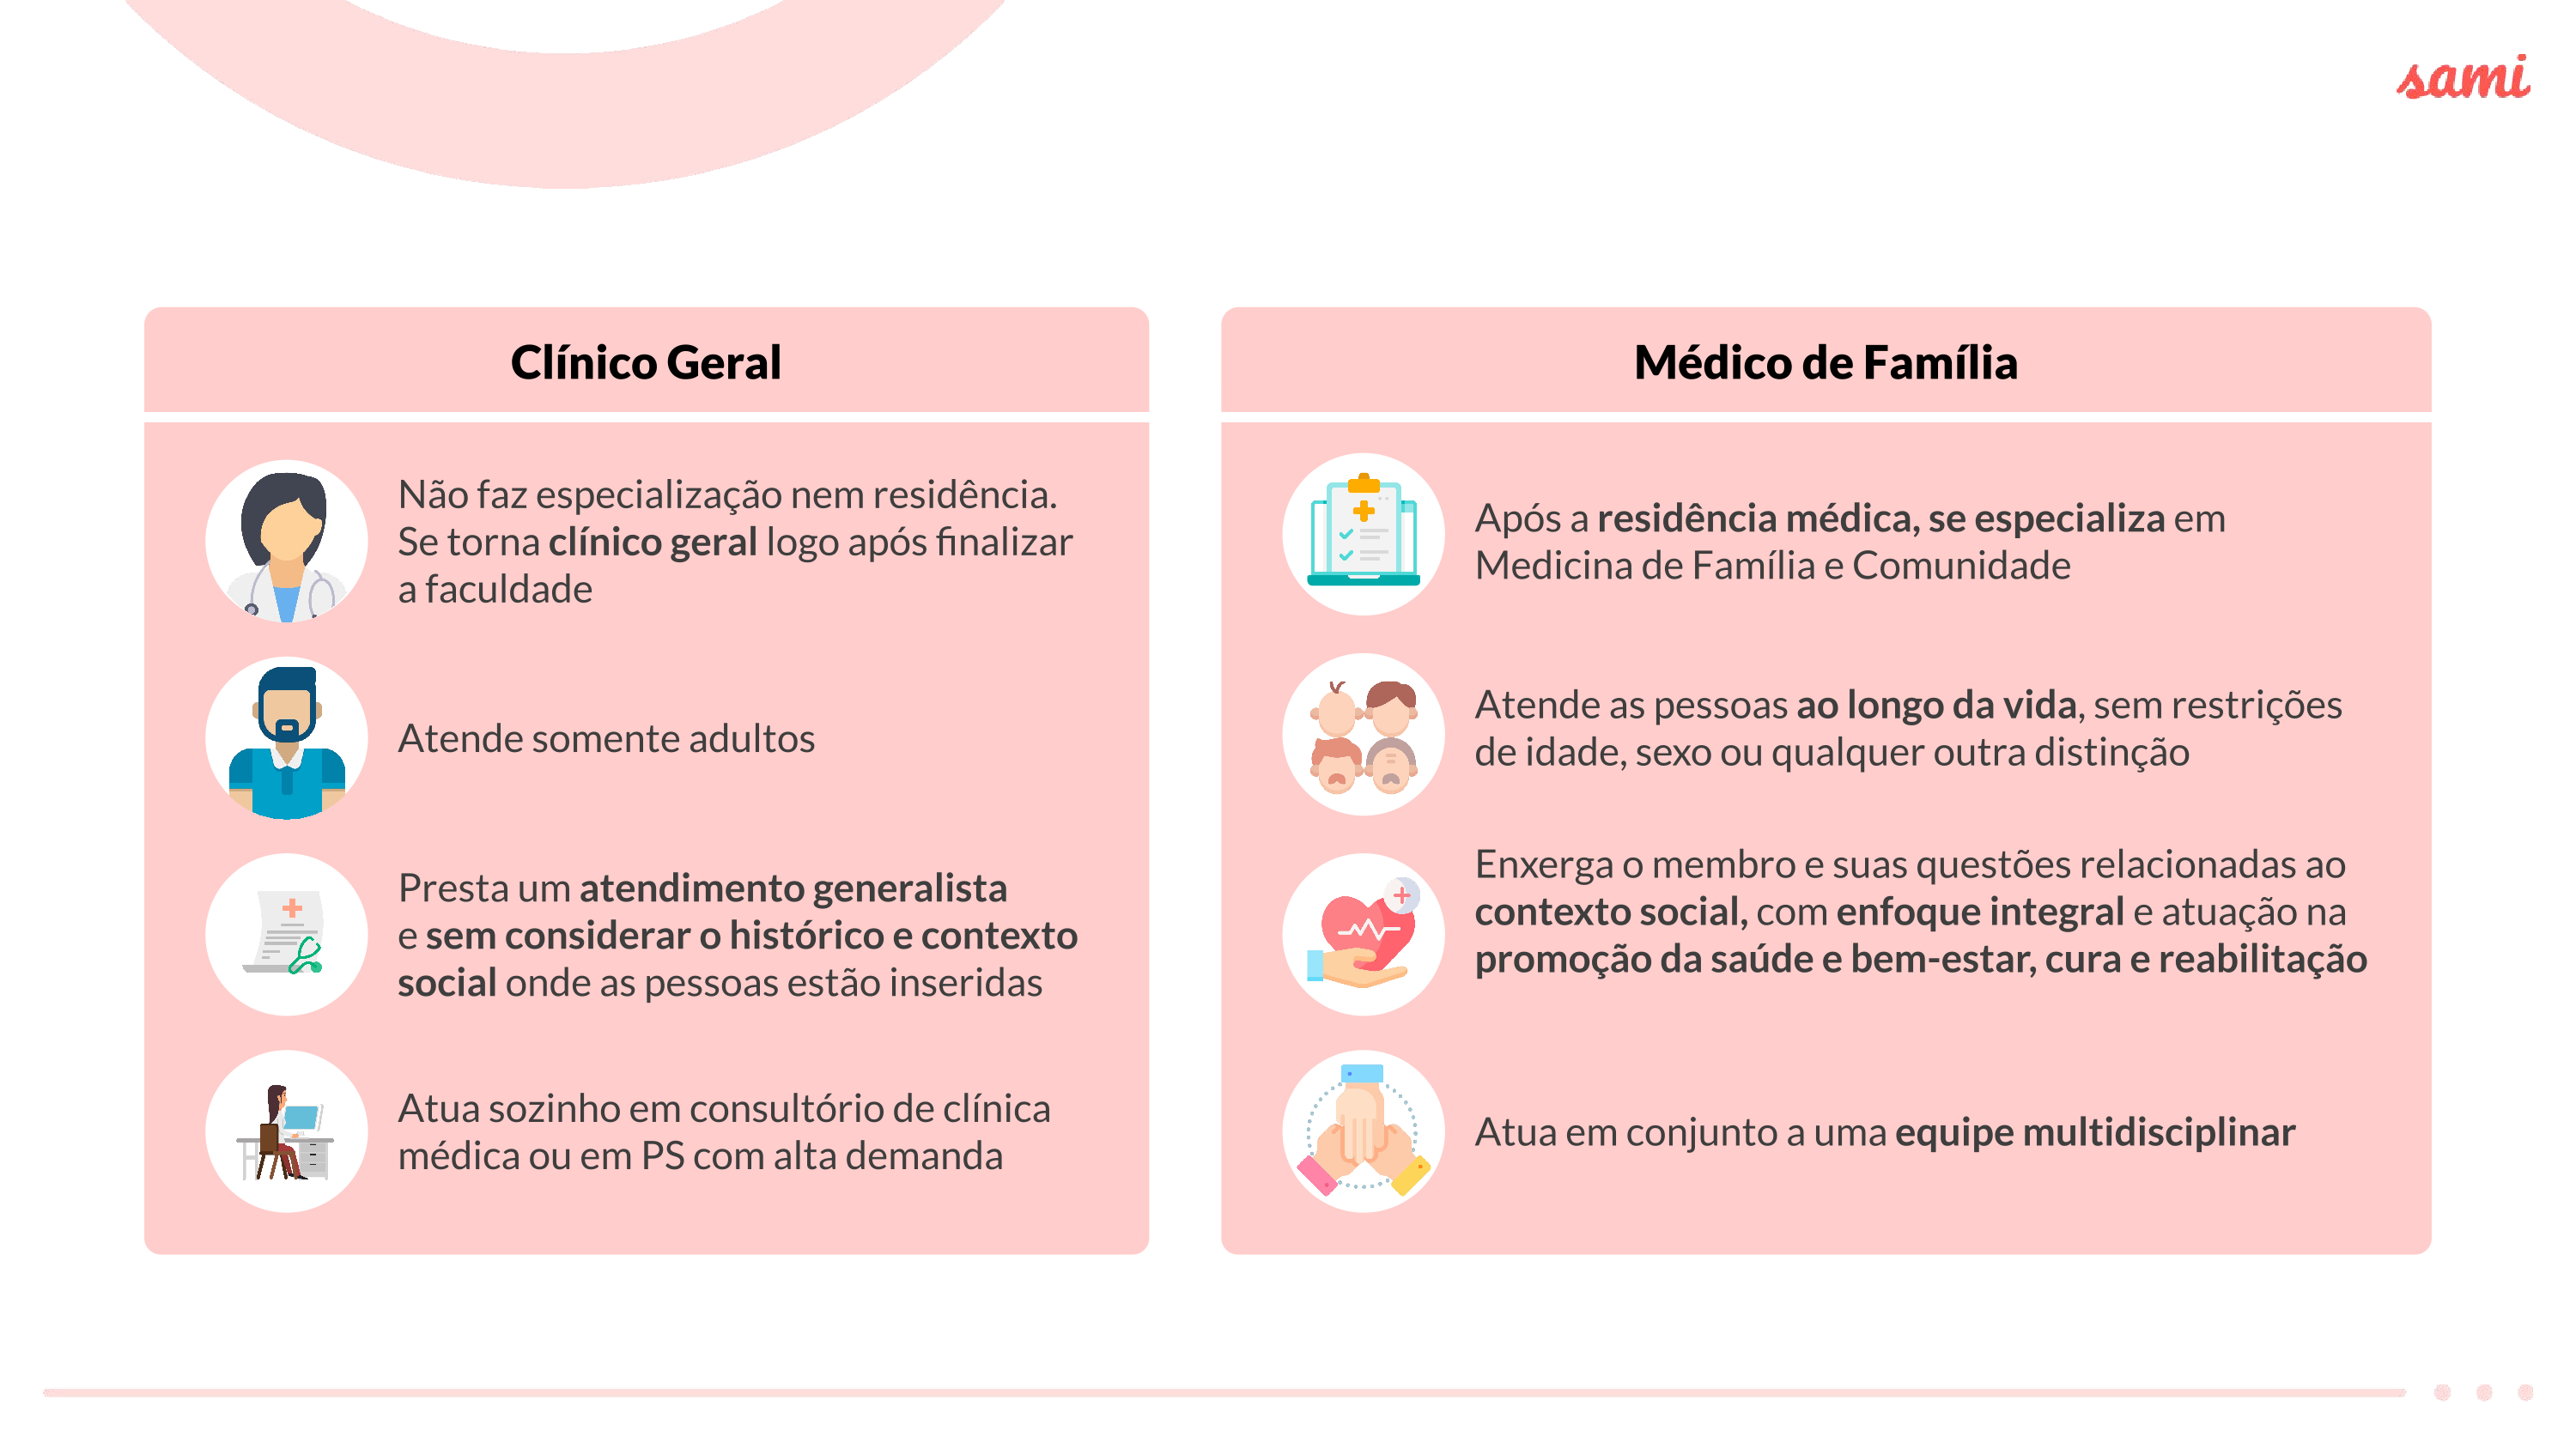 sami
Clínico Geral
Não faz especialização nem residência.
Se torna clínico geral logo após finalizar
a faculdade
Atende somente adultos
Presta um atendimento generalista
e sem considerar o histórico e contexto
social onde as pessoas estão inseridas
Atua sozinho em consultório de clínica
médica ou em PS com alta demanda
Médico de Família
Após a residência médica, se especializa em
Medicina de Família e Comunidade
Atende as pessoas ao longo da vida, sem restrições
de idade, sexo ou qualquer outra distinção
Enxerga o membro e suas questões relacionadas ao
contexto social, com enfoque integral e atuação na
promoção da saúde e bem-estar, cura e reabilitação
Atua em conjunto a uma equipe multidisciplinar